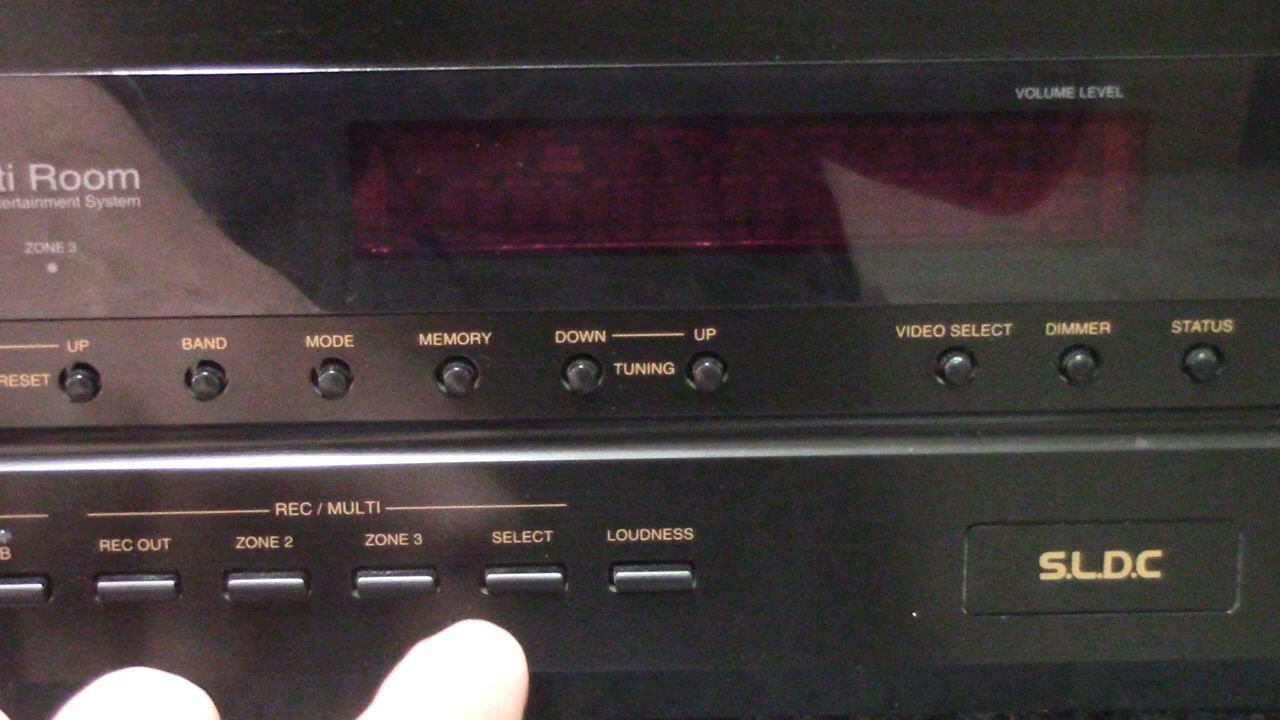 VOLUME LEVEL
ti Room
tertainment System
ZONE 3
UP
BAND
MODE
MEMORY
DOWN
UP
VIDEO SELECT
DIMMER
STATUS
RESET
TUNING
REC / MULTI
B
REC OUT
ZONE 2
ZONE 3
SELECT
LOUDNESS
S.L.D.C